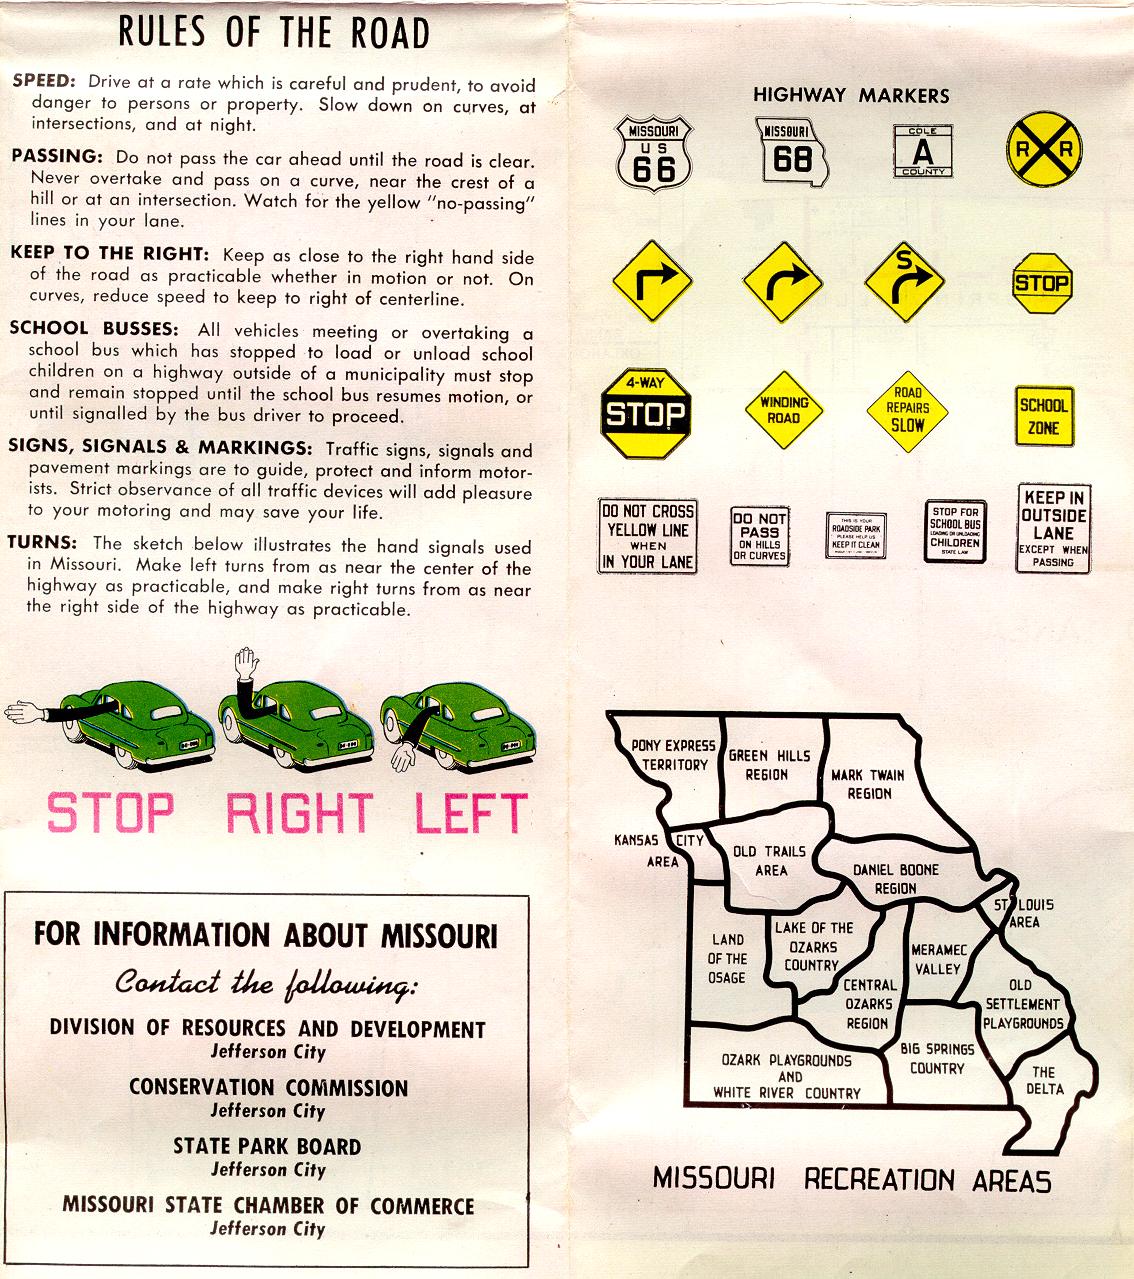 RULES OF THE ROAD
SPEED: Drive at a rate which is careful and prudent, to avoid
danger to persons or property. Slow down on curves, at
intersections, and at night.
PASSING: Do not pass the car ahead until the road is clear.
Never overtake and pass on a curve, near the crest of a
hill or at an intersection. Watch for the yellow "no-passing"
lines in your lane.
KEEP TO THE RIGHT: Keep as close to the right hand side
of the road as practicable whether in motion or not. On
curves, reduce speed to keep to right of centerline.
SCHOOL BUSSES: All vehicles meeting or overtaking a
school bus which has stopped to load or unload school
children on a highway outside of a municipality must stop
and remain stopped until the school bus resumes motion, or
until signalled by the bus driver to proceed.
SIGNS, SIGNALS & MARKINGS: Traffic signs, signals and
pavement markings are to guide, protect and inform motor-
ists. Strict observance of all traffic devices will add pleasure
to your motoring and may save your life.
TURNS: The sketch below illustrates the hand signals used
in Missouri. Make left turns from as near the center of the
highway as practicable, and make right turns from as near
the right side of the highway as practicable.
STOP RIGHT LEFT
FOR INFORMATION ABOUT MISSOURI
Contact the following:
DIVISION OF RESOURCES AND DEVELOPMENT
Jefferson City
CONSERVATION COMMISSION
Jefferson City
STATE PARK BOARD
Jefferson City
MISSOURI STATE CHAMBER OF COMMERCE
Jefferson City
HIGHWAY MARKERS
MISSOURI
US
66
MISSOURI
68
COLE
A
COUNTY
R R
S
STOP
4-WAY
STOP
WINDING
ROAD
ROAD
REPAIRS
SLOW
SCHOOL
ZONE
DO NOT CROSS
YELLOW LINE
WHEN
IN YOUR LANE
DO NOT
PASS
ON HILLS
OR CURVES
THIS IS YOUR
ROADSIDE PARK
PLEASE HELP US
KEEP IT CLEAN
STOP FOR
SCHOOL BUS
LOADING OR UNLOADING
CHILDREN
STATE LAW
KEEP IN
OUTSIDE
LANE
EXCEPT WHEN
PASSING
PONY EXPRESS
TERRITORY
GREEN HILLS
REGION
MARK TWAIN
REGION
KANSAS CITY
AREA
OLD TRAILS
AREA
DANIEL BOONE
REGION
ST. LOUIS
AREA
LAND
OF THE
OSAGE
LAKE OF THE
OZARKS
COUNTRY
MERAMEC
VALLEY
CENTRAL
OZARKS
REGION
OLD
SETTLEMENT
PLAYGROUNDS
OZARK PLAYGROUNDS
AND
WHITE RIVER COUNTRY
BIG SPRINGS
COUNTRY
THE
DELTA
MISSOURI RECREATION AREAS